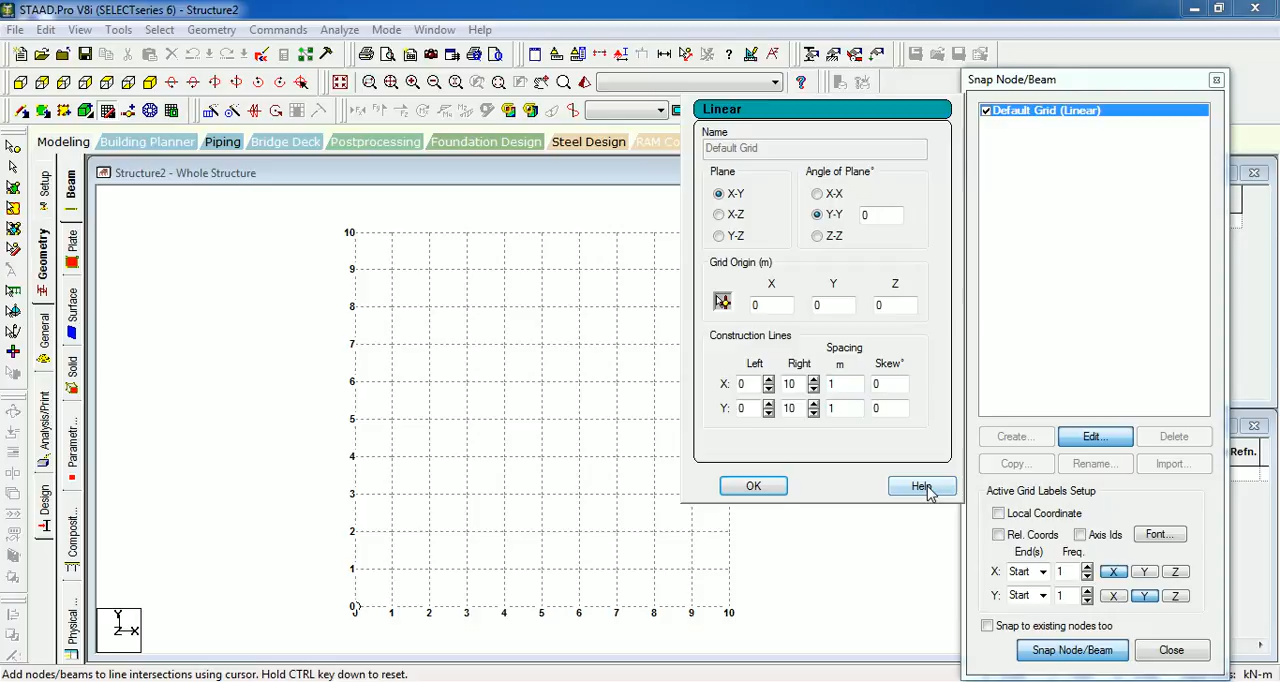 STAAD.Pro V8i (SELECTseries 6) - Structure2
File Edit View Tools Select Geometry Commands Analyze Mode Window Help
Modeling Building Planner Piping Bridge Deck Postprocessing Foundation Design Steel Design RAM Co
Structure2 - Whole Structure
Setup
Geometry
General
Analysis/Print
Design
Beam
Plate
Surface
Solid
Parametr...
Composit...
Physical ...
10
9
8
7
6
5
4
3
2
1
0
1 2 3 4 5 6 7 8 9 10
Y
Z X
Linear
Name
Default Grid
Plane Angle of Plane°
X-Y X-X
X-Z Y-Y 0
Y-Z Z-Z
Grid Origin (m)
X Y Z
0 0 0
Construction Lines
Spacing
Left Right m Skew°
X: 0 10 1 0
Y: 0 10 1 0
OK Help
Snap Node/Beam
Default Grid (Linear)
Create... Edit... Delete
Copy... Rename... Import...
Active Grid Labels Setup
Local Coordinate
Rel. Coords Axis Ids Font...
End(s) Freq.
X: Start 1 X Y Z
Y: Start 1 X Y Z
Snap to existing nodes too
Snap Node/Beam Close
Refn.
Add nodes/beams to line intersections using cursor. Hold CTRL key down to reset.
kN-m